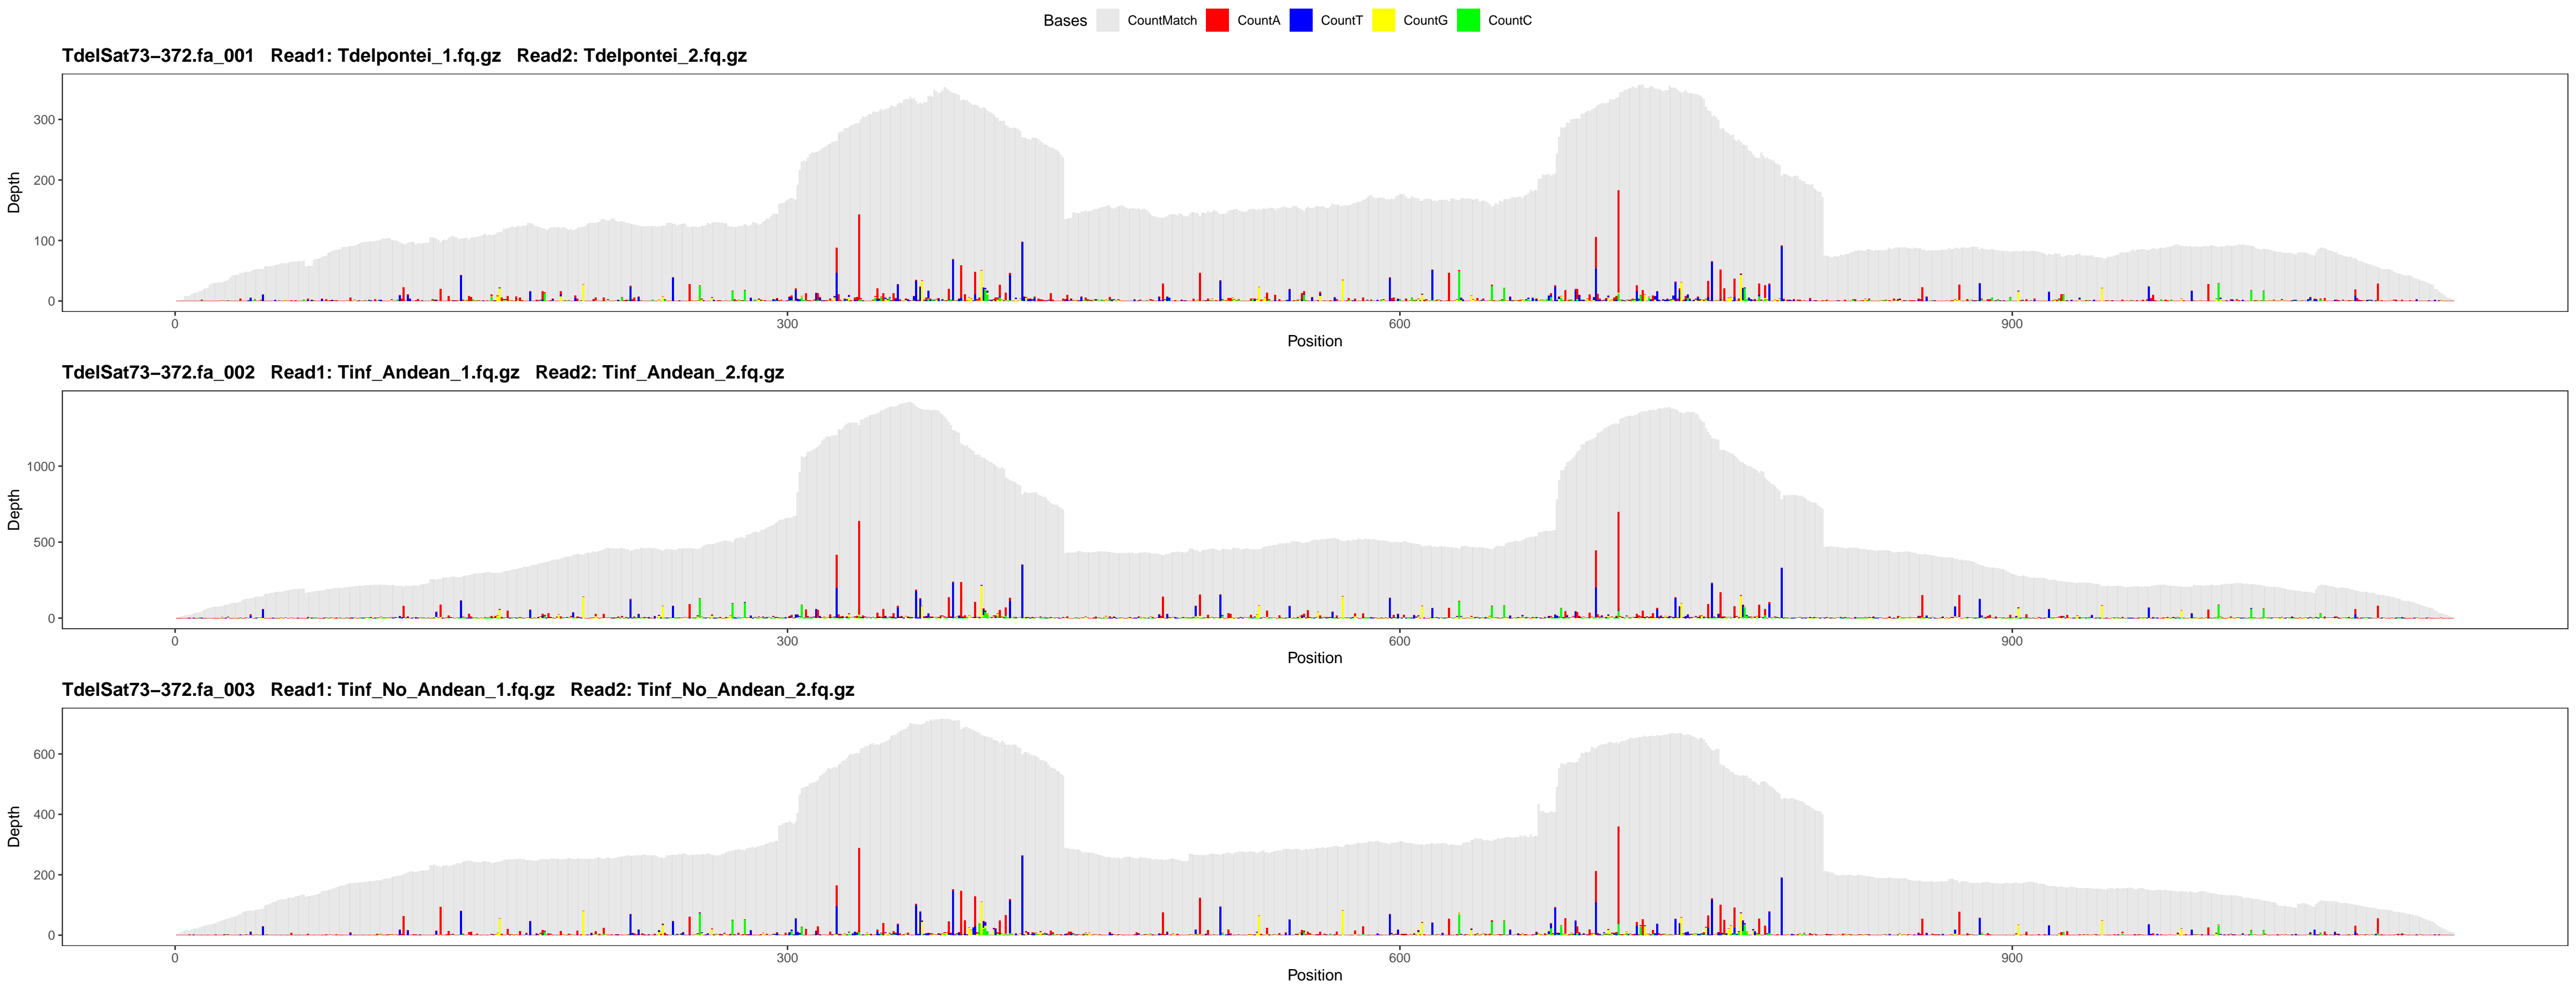 Bases CountMatch CountA CountT CountG CountC
TdelSat73−372.fa_001 Read1: Tdelpontei_1.fq.gz Read2: Tdelpontei_2.fq.gz
Depth
300
200
100
0
0 300 600 900
Position
TdelSat73−372.fa_002 Read1: Tinf_Andean_1.fq.gz Read2: Tinf_Andean_2.fq.gz
Depth
1000
500
0
0 300 600 900
Position
TdelSat73−372.fa_003 Read1: Tinf_No_Andean_1.fq.gz Read2: Tinf_No_Andean_2.fq.gz
Depth
600
400
200
0
0 300 600 900
Position